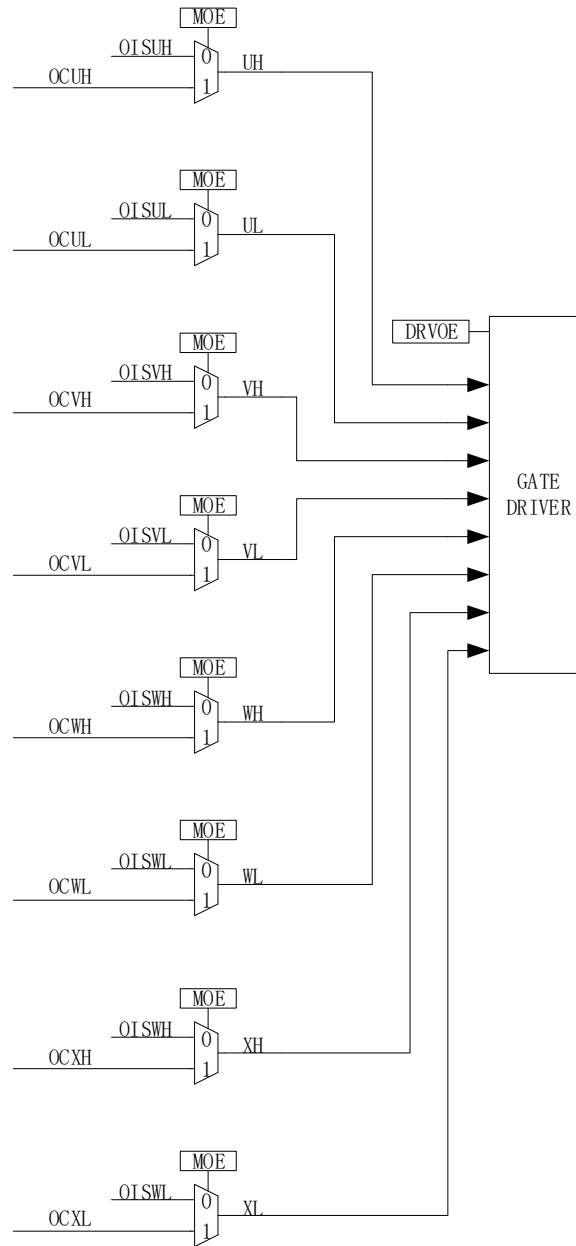 MOE
OISUH
OCUH
0
1
UH
MOE
OISUL
OCUL
0
1
UL
DRVOE
MOE
OISVH
OCVH
0
1
VH
GATE
DRIVER
MOE
OISVL
OCVL
0
1
VL
MOE
OISWH
OCWH
0
1
WH
MOE
OISWL
OCWL
0
1
WL
MOE
OISWH
OCXH
0
1
XH
MOE
OISWL
OCXL
0
1
XL